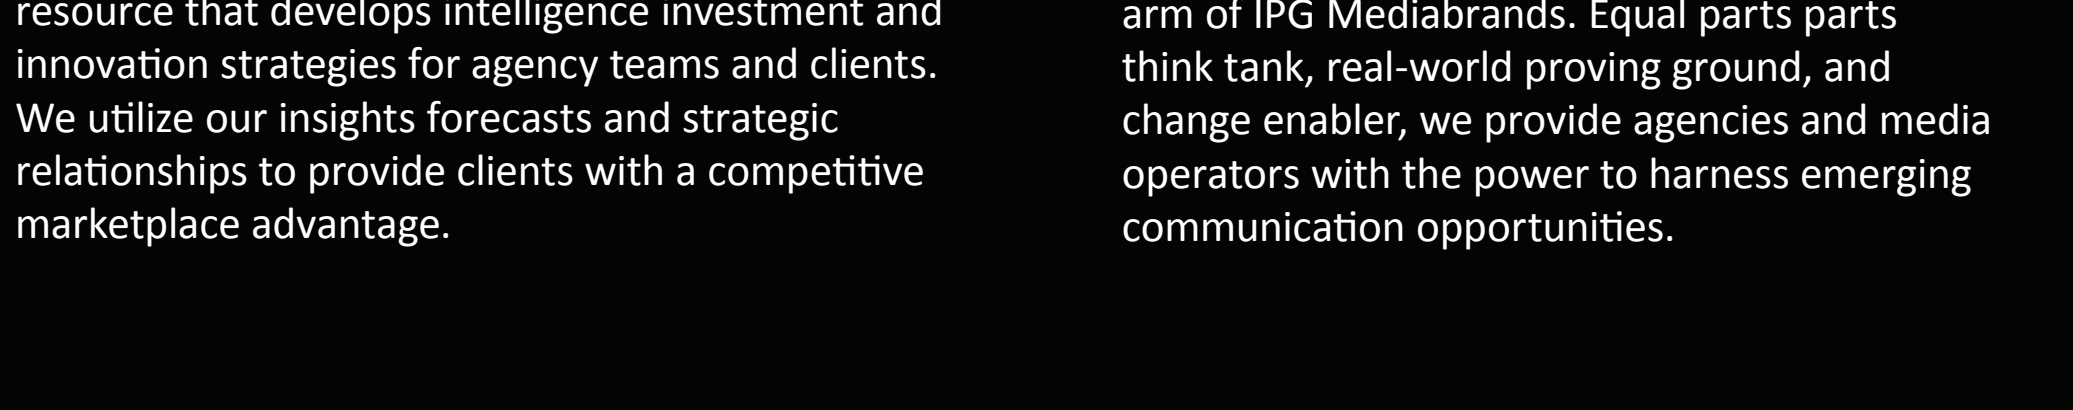 resource that develops intelligence investment and
innovation strategies for agency teams and clients.
We utilize our insights forecasts and strategic
relationships to provide clients with a competitive
marketplace advantage.
arm of IPG Mediabrands. Equal parts parts
think tank, real-world proving ground, and
change enabler, we provide agencies and media
operators with the power to harness emerging
communication opportunities.